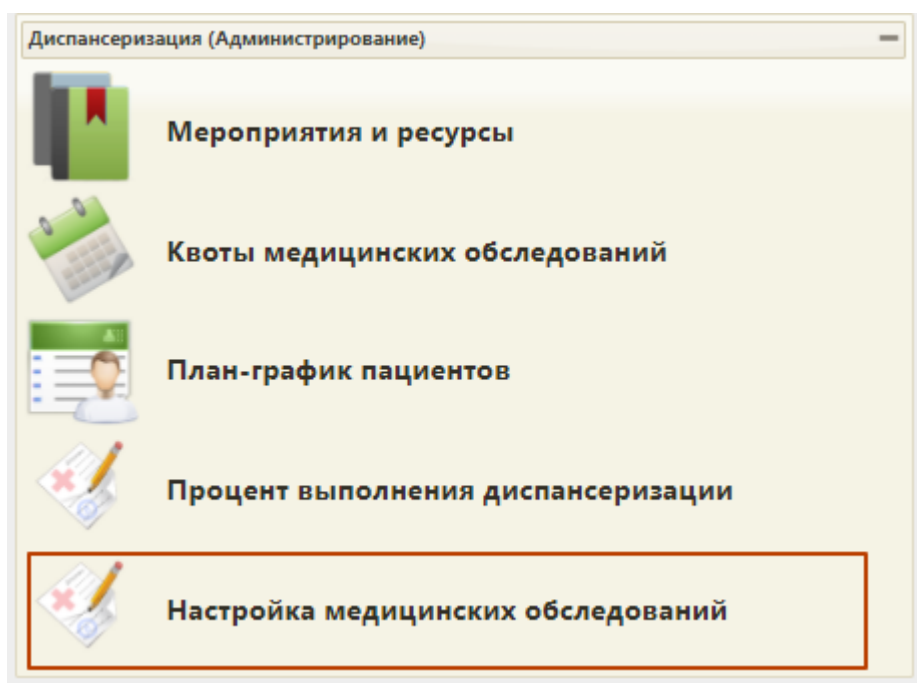 Диспансеризация (Администрирование)
Мероприятия и ресурсы
Квоты медицинских обследований
План-график пациентов
Процент выполнения диспансеризации
Настройка медицинских обследований